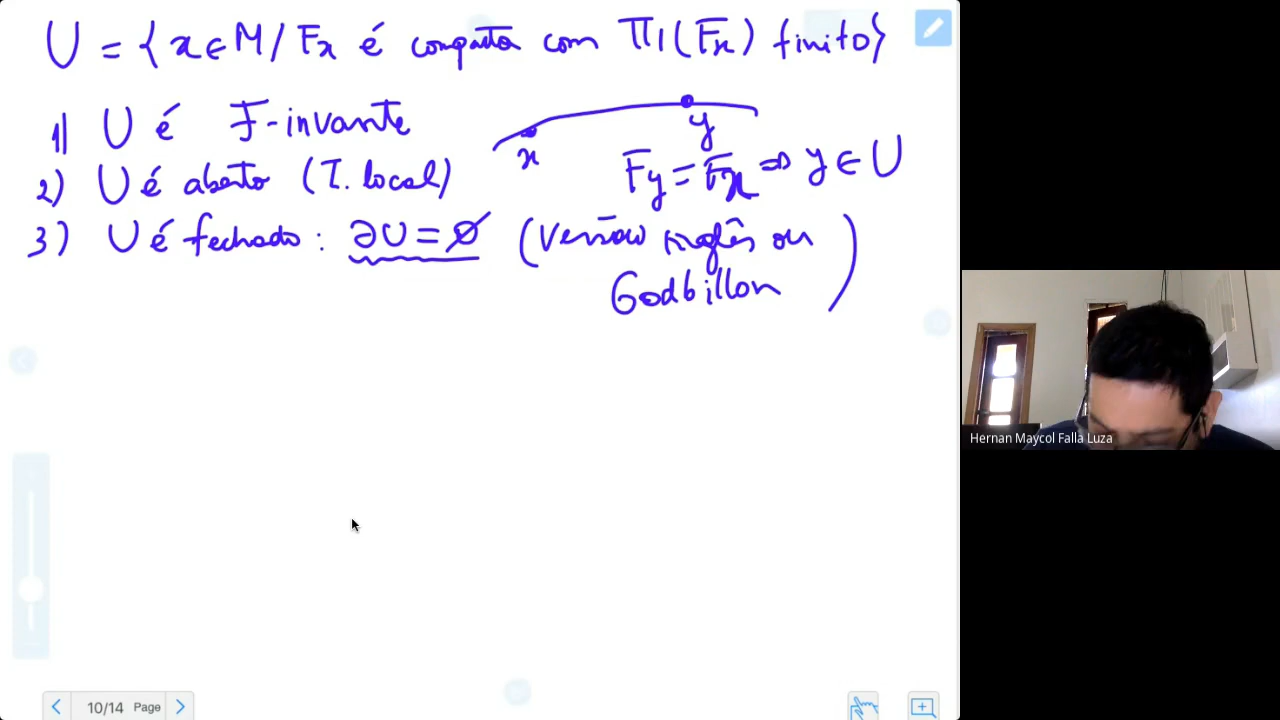 U = { x ∈ M / Fx é compacta com Π1(Fx) finito}
1) U é F-invante
x
y
2) U é aberto (T. local)
Fy = Fx ⇒ y ∈ U
3) U é fechado : ∂U = ∅ (Versão inglês ou
Godbillon )
Hernan Maycol Falla Luza
10/14 Page